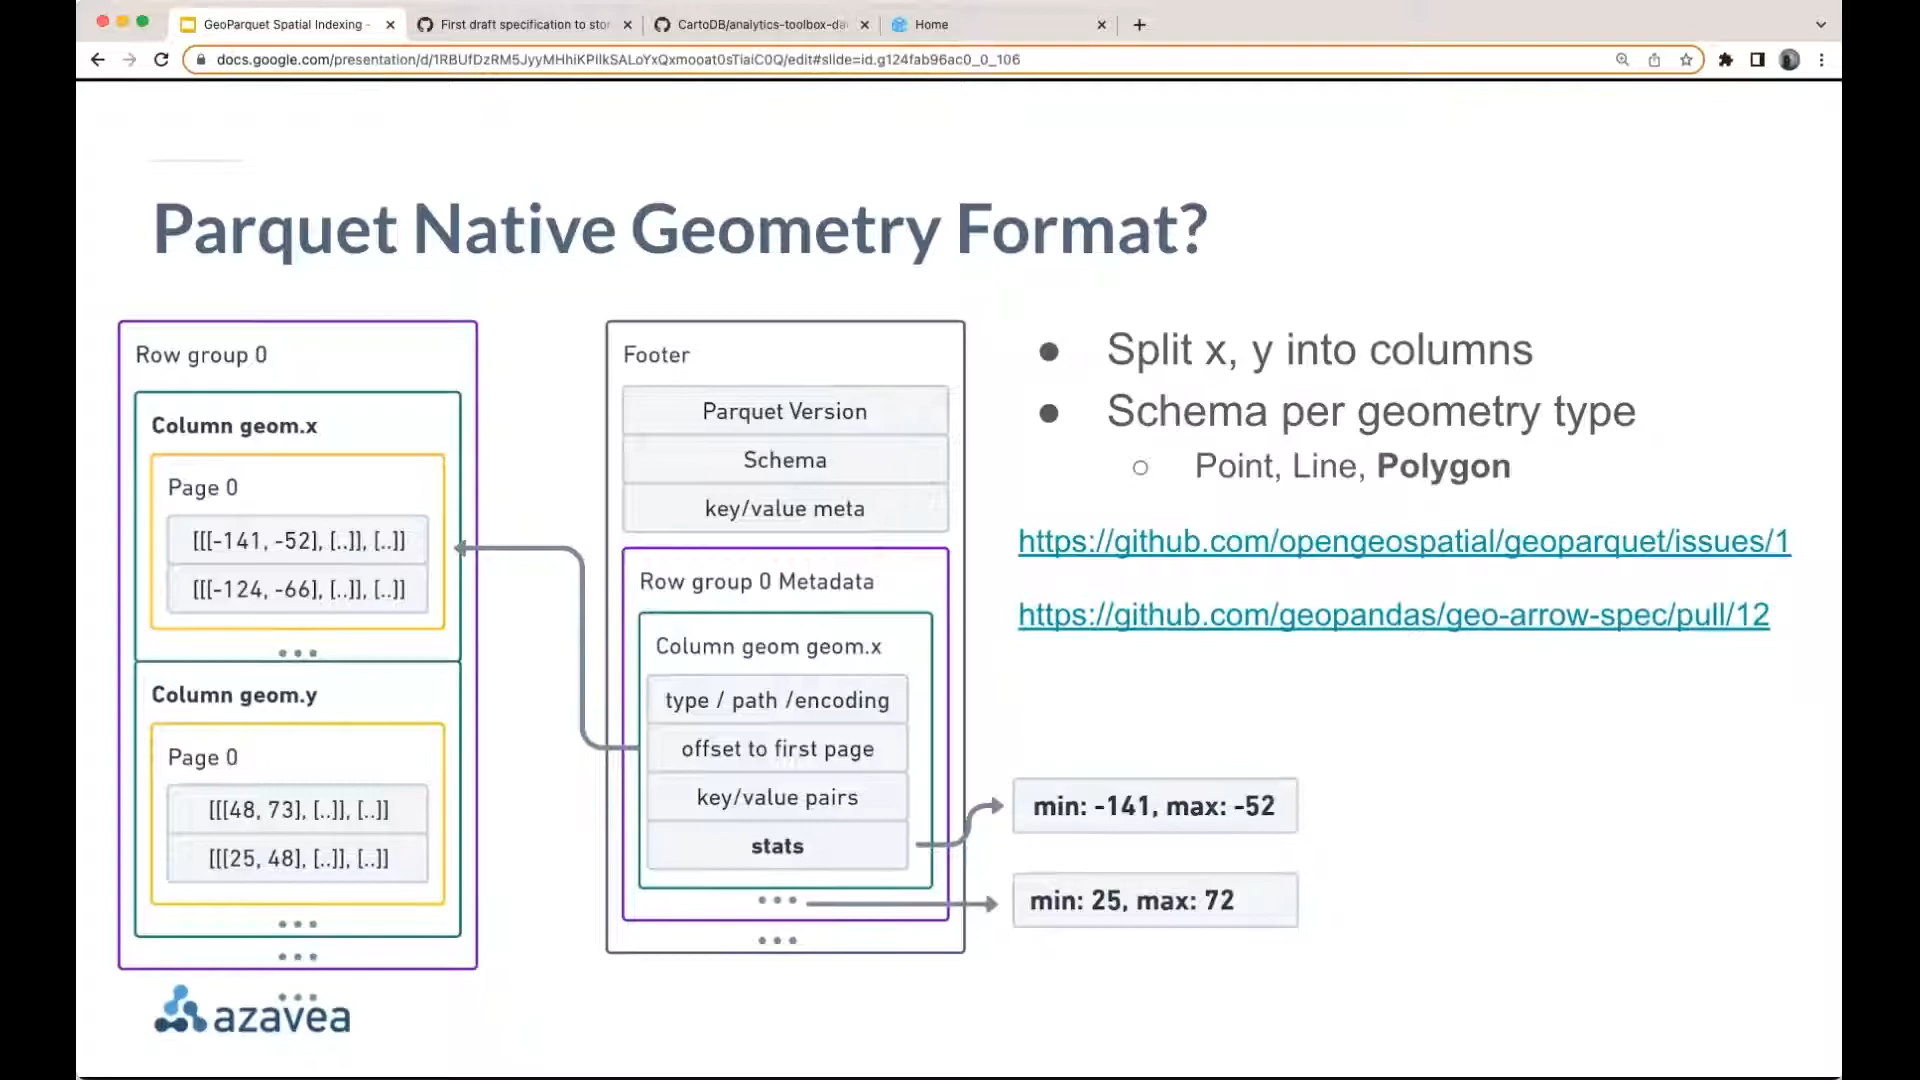 GeoParquet Spatial Indexing -
First draft specification to stor
CartoDB/analytics-toolbox-da
Home
docs.google.com/presentation/d/1RBUfDzRM5JyyMHhiKPIlkSALoYxQxmooat0sTiaiC0Q/edit#slide=id.g124fab96ac0_0_106
Parquet Native Geometry Format?
Row group 0
Column geom.x
Page 0
[[[-141, -52], [..]], [..]]
[[[-124, -66], [..]], [..]]
Column geom.y
Page 0
[[[48, 73], [..]], [..]]
[[[25, 48], [..]], [..]]
Footer
Parquet Version
Schema
key/value meta
Row group 0 Metadata
Column geom geom.x
type / path /encoding
offset to first page
key/value pairs
stats
min: -141, max: -52
min: 25, max: 72
● Split x, y into columns
● Schema per geometry type
○ Point, Line, Polygon
https://github.com/opengeospatial/geoparquet/issues/1
https://github.com/geopandas/geo-arrow-spec/pull/12
azavea